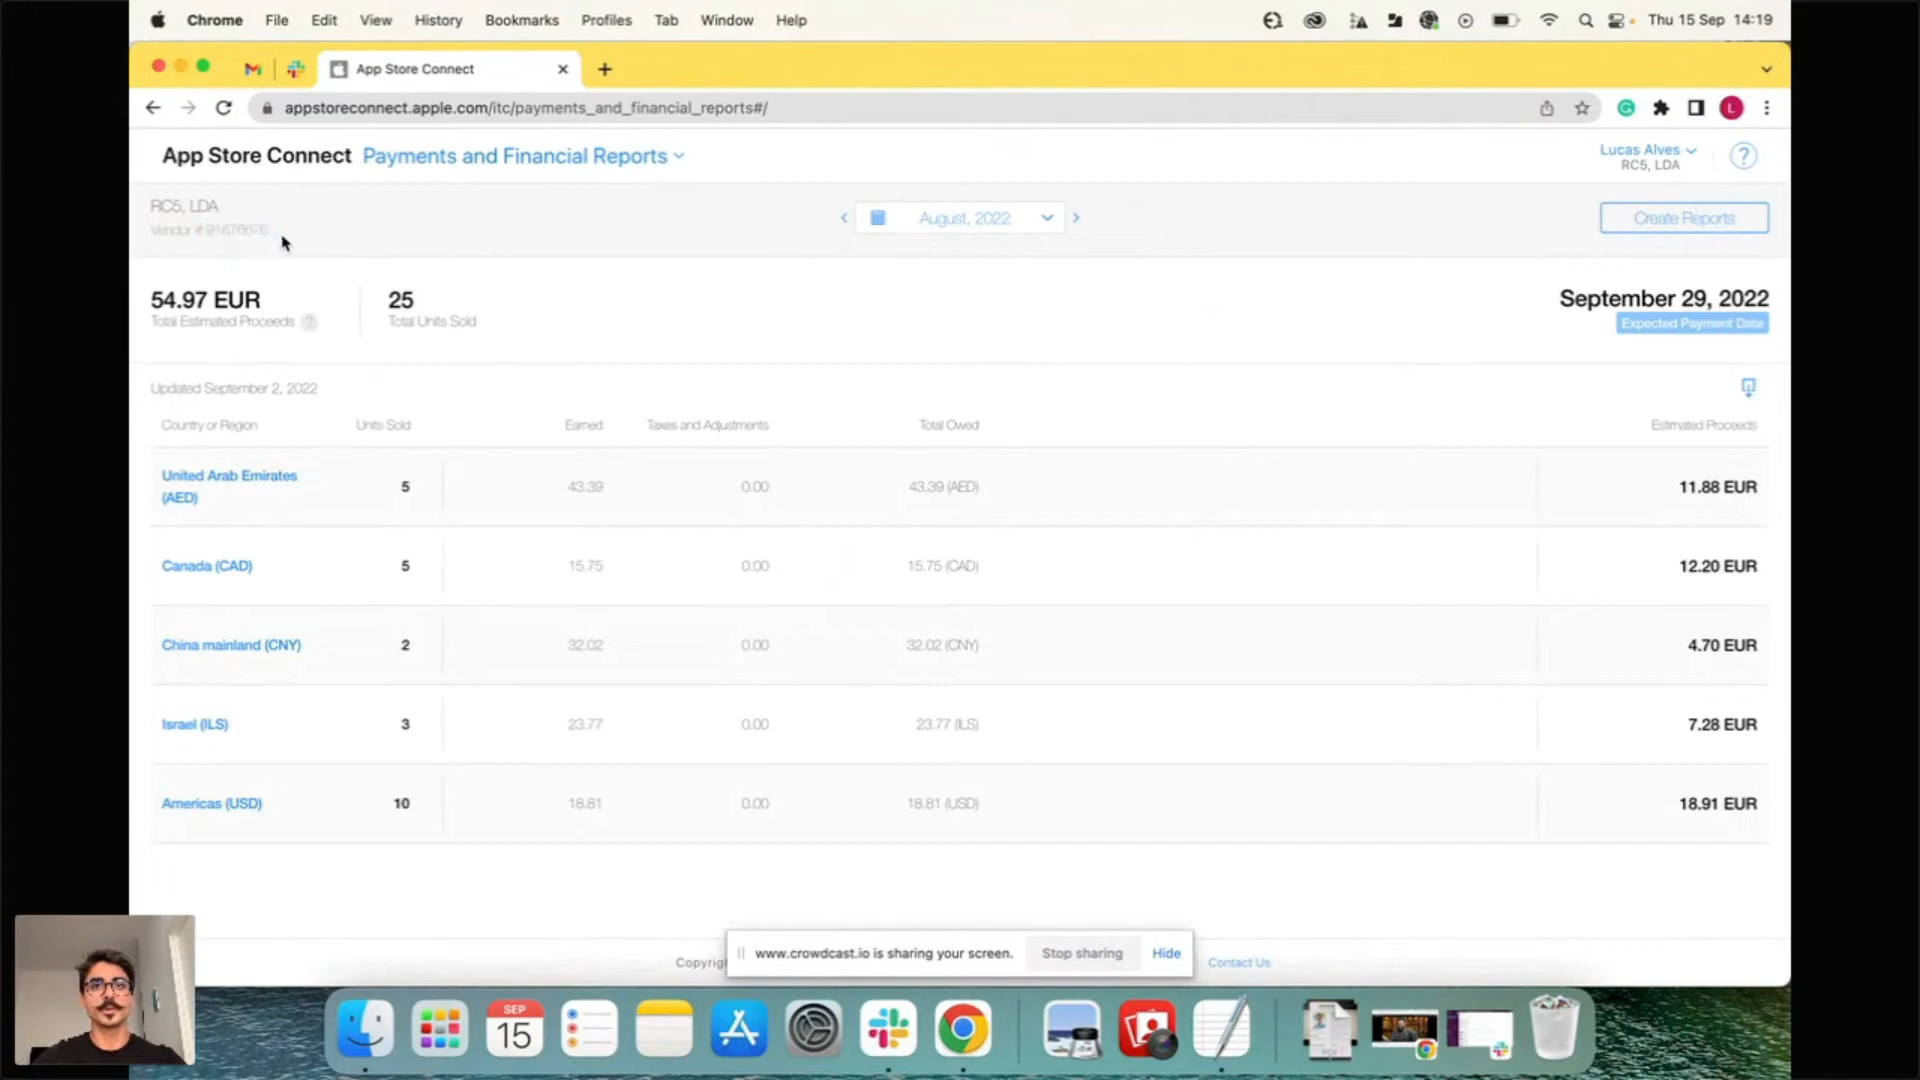 Chrome File Edit View History Bookmarks Profiles Tab Window Help Thu 15 Sep 14:19
App Store Connect
appstoreconnect.apple.com/itc/payments_and_financial_reports#/
L
App Store Connect Payments and Financial Reports
Lucas Alves
RC5, LDA
?
RC5, LDA
Vendor # 91676676
August, 2022
Create Reports
54.97 EUR
Total Estimated Proceeds ?
25
Total Units Sold
September 29, 2022
Expected Payment Date
Updated September 2, 2022
Country or Region Units Sold Earned Taxes and Adjustments Total Owed Estimated Proceeds
United Arab Emirates (AED) 5 43.39 0.00 43.39 (AED) 11.88 EUR
Canada (CAD) 5 15.75 0.00 15.75 (CAD) 12.20 EUR
China mainland (CNY) 2 32.02 0.00 32.02 (CNY) 4.70 EUR
Israel (ILS) 3 23.77 0.00 23.77 (ILS) 7.28 EUR
Americas (USD) 10 18.81 0.00 18.81 (USD) 18.91 EUR
www.crowdcast.io is sharing your screen. Stop sharing Hide
Contact Us
SEP
15